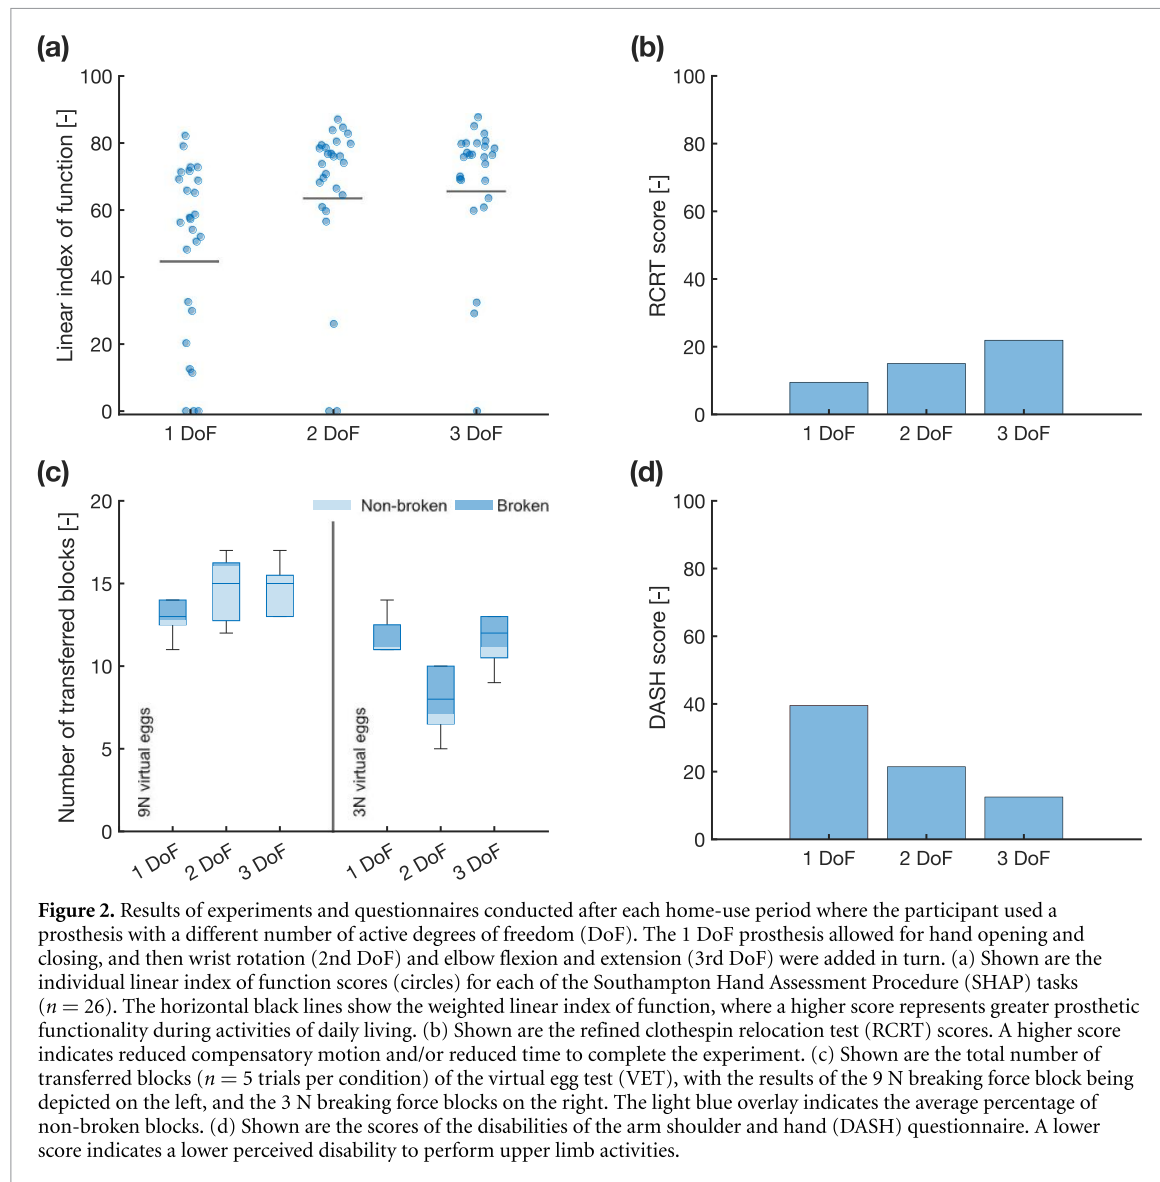 (a)
Linear index of function [-]
100
80
60
40
20
0
1 DoF
2 DoF
3 DoF
(b)
RCRT score [-]
100
80
60
40
20
0
1 DoF
2 DoF
3 DoF
(c)
Number of transferred blocks [-]
20
15
10
5
0
Non-broken
Broken
9N virtual eggs
3N virtual eggs
1 DoF
2 DoF
3 DoF
1 DoF
2 DoF
3 DoF
(d)
DASH score [-]
100
80
60
40
20
0
1 DoF
2 DoF
3 DoF
Figure 2. Results of experiments and questionnaires conducted after each home-use period where the participant used a
prosthesis with a different number of active degrees of freedom (DoF). The 1 DoF prosthesis allowed for hand opening and
closing, and then wrist rotation (2nd DoF) and elbow flexion and extension (3rd DoF) were added in turn. (a) Shown are the
individual linear index of function scores (circles) for each of the Southampton Hand Assessment Procedure (SHAP) tasks
(n = 26). The horizontal black lines show the weighted linear index of function, where a higher score represents greater prosthetic
functionality during activities of daily living. (b) Shown are the refined clothespin relocation test (RCRT) scores. A higher score
indicates reduced compensatory motion and/or reduced time to complete the experiment. (c) Shown are the total number of
transferred blocks (n = 5 trials per condition) of the virtual egg test (VET), with the results of the 9 N breaking force block being
depicted on the left, and the 3 N breaking force blocks on the right. The light blue overlay indicates the average percentage of
non-broken blocks. (d) Shown are the scores of the disabilities of the arm shoulder and hand (DASH) questionnaire. A lower
score indicates a lower perceived disability to perform upper limb activities.